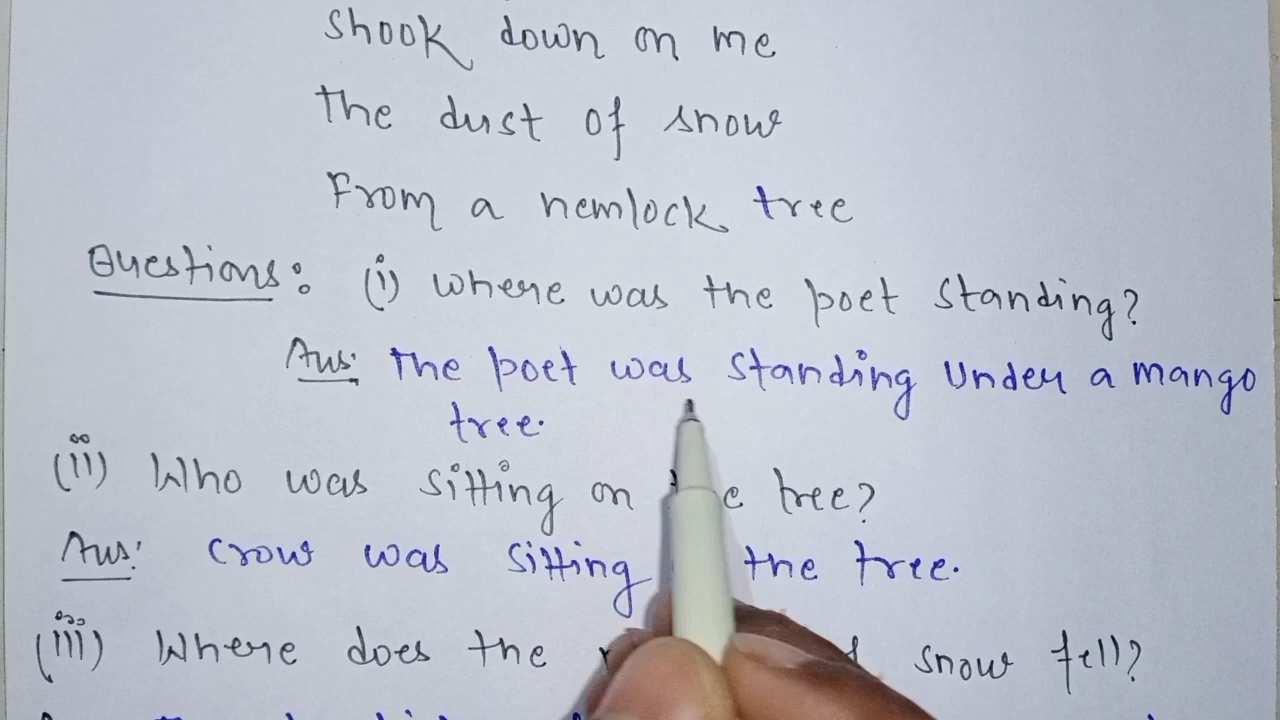 Shook down on me
The dust of snow
From a hemlock tree
Questions: (i) Where was the poet standing?
Ans: The poet was standing under a mango
tree.
(ii) Who was sitting on the tree?
Ans: Crow was sitting the tree.
(iii) Where does the snow fell?